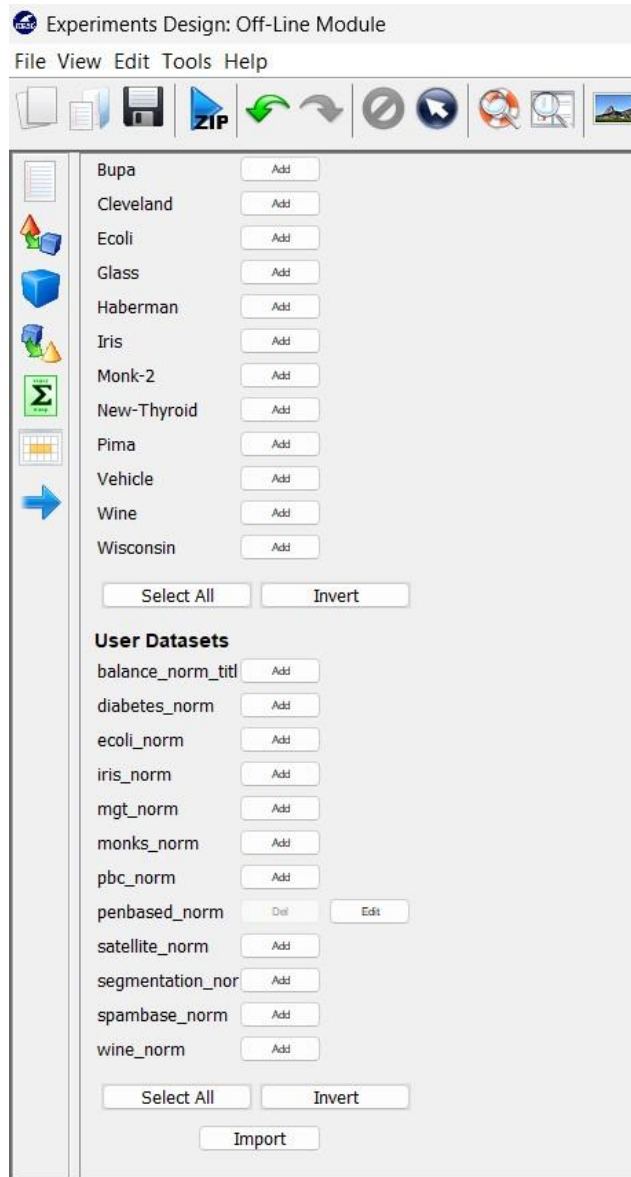 Experiments Design: Off-Line Module
File View Edit Tools Help
ZIP
Bupa Add
Cleveland Add
Ecoli Add
Glass Add
Haberman Add
Iris Add
Monk-2 Add
New-Thyroid Add
Pima Add
Vehicle Add
Wine Add
Wisconsin Add
Select All Invert
User Datasets
balance_norm_titl Add
diabetes_norm Add
ecoli_norm Add
iris_norm Add
mgt_norm Add
monks_norm Add
pbc_norm Add
penbased_norm Del Edit
satellite_norm Add
segmentation_nor Add
spambase_norm Add
wine_norm Add
Select All Invert
Import